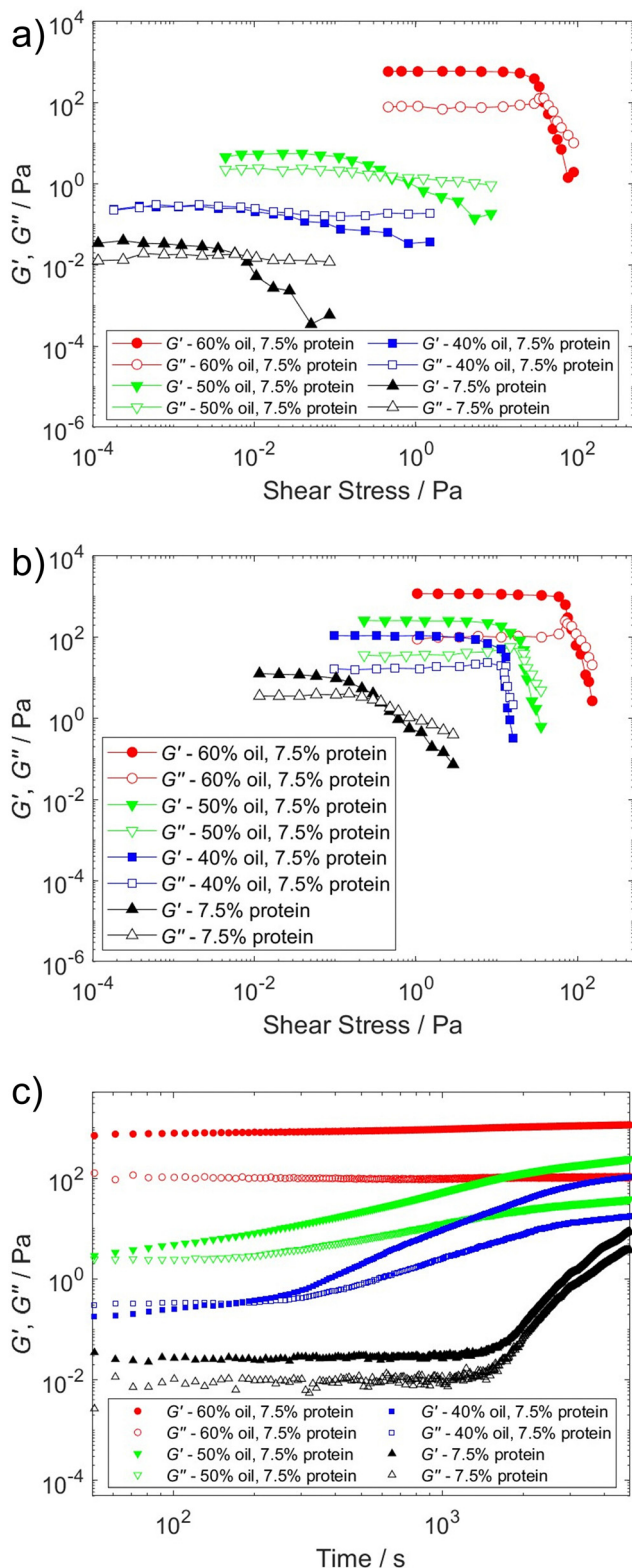 a)
10^4
10^2
10^0
10^-2
10^-4
10^-6
G', G'' / Pa
G' - 60% oil, 7.5% protein
G'' - 60% oil, 7.5% protein
G' - 50% oil, 7.5% protein
G'' - 50% oil, 7.5% protein
G' - 40% oil, 7.5% protein
G'' - 40% oil, 7.5% protein
G' - 7.5% protein
G'' - 7.5% protein
10^-4
10^-2
10^0
10^2
Shear Stress / Pa
b)
10^4
10^2
10^0
10^-2
10^-4
10^-6
G', G'' / Pa
G' - 60% oil, 7.5% protein
G'' - 60% oil, 7.5% protein
G' - 50% oil, 7.5% protein
G'' - 50% oil, 7.5% protein
G' - 40% oil, 7.5% protein
G'' - 40% oil, 7.5% protein
G' - 7.5% protein
G'' - 7.5% protein
10^-4
10^-2
10^0
10^2
Shear Stress / Pa
c)
10^2
10^0
10^-2
10^-4
G', G'' / Pa
G' - 60% oil, 7.5% protein
G'' - 60% oil, 7.5% protein
G' - 50% oil, 7.5% protein
G'' - 50% oil, 7.5% protein
G' - 40% oil, 7.5% protein
G'' - 40% oil, 7.5% protein
G' - 7.5% protein
G'' - 7.5% protein
10^2
10^3
Time / s